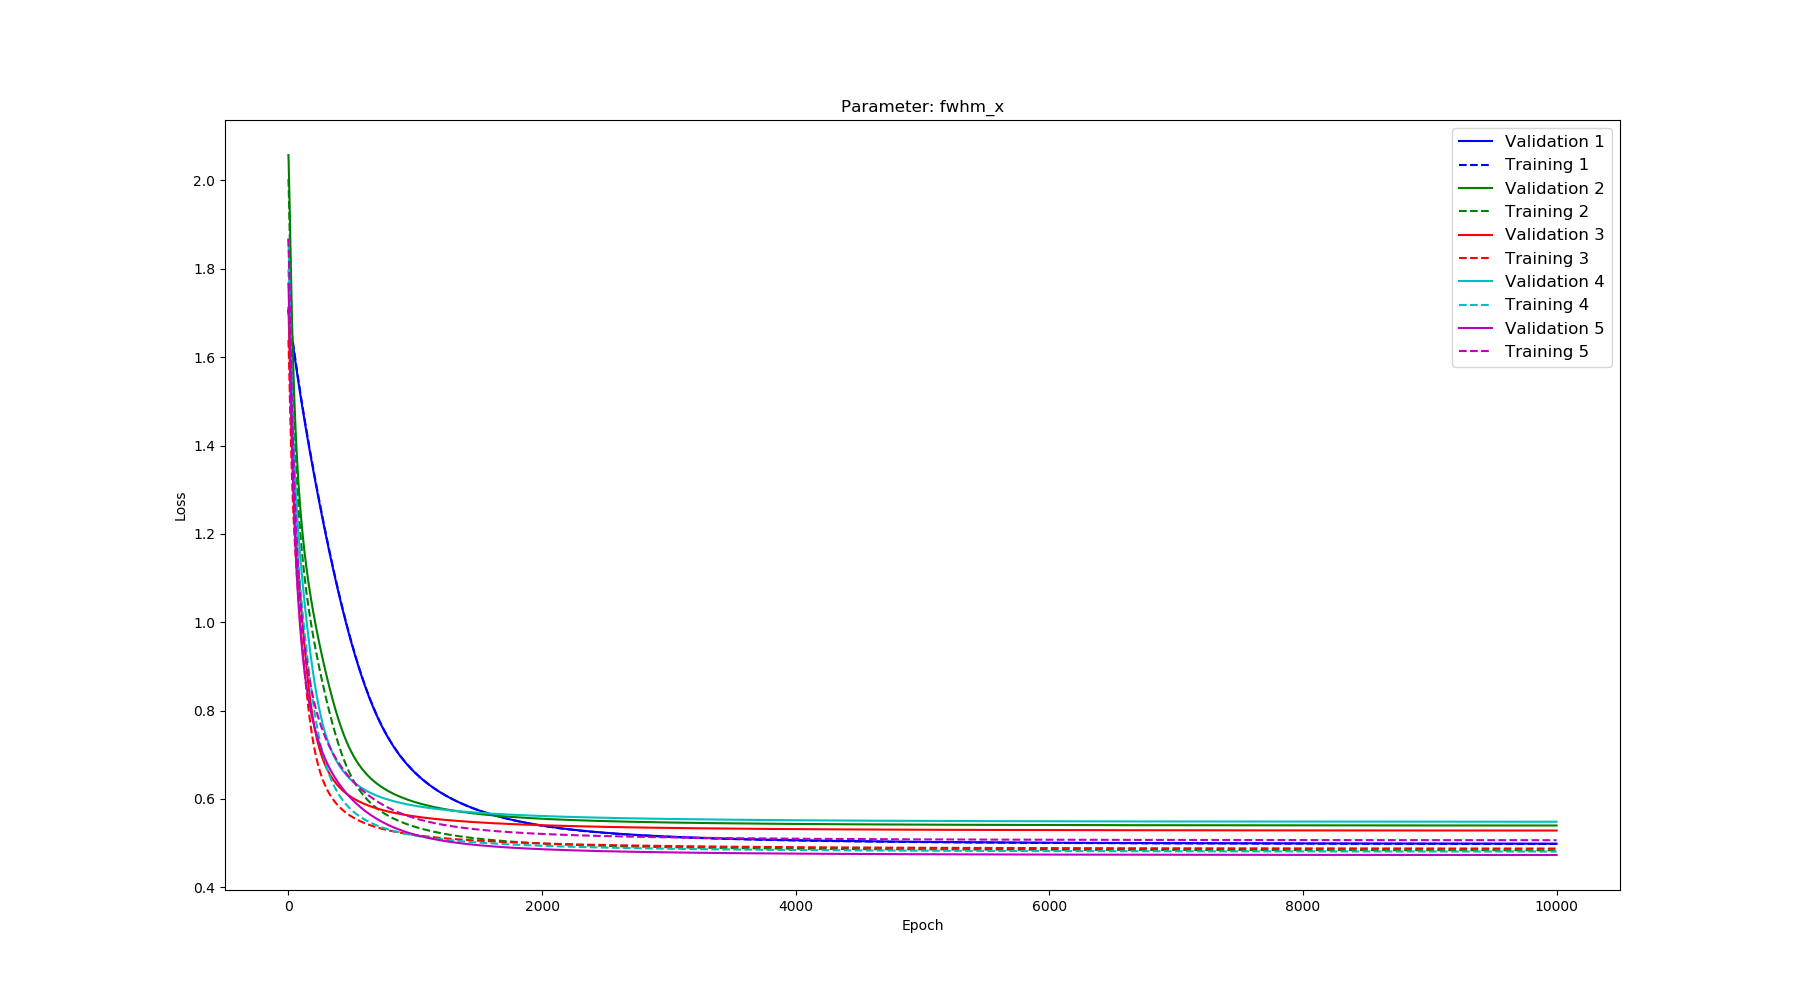 Parameter: fwhm_x
Validation 1
Training 1
Validation 2
Training 2
Validation 3
Training 3
Validation 4
Training 4
Validation 5
Training 5
Loss
2.0
1.8
1.6
1.4
1.2
1.0
0.8
0.6
0.4
0 2000 4000 6000 8000 10000
Epoch